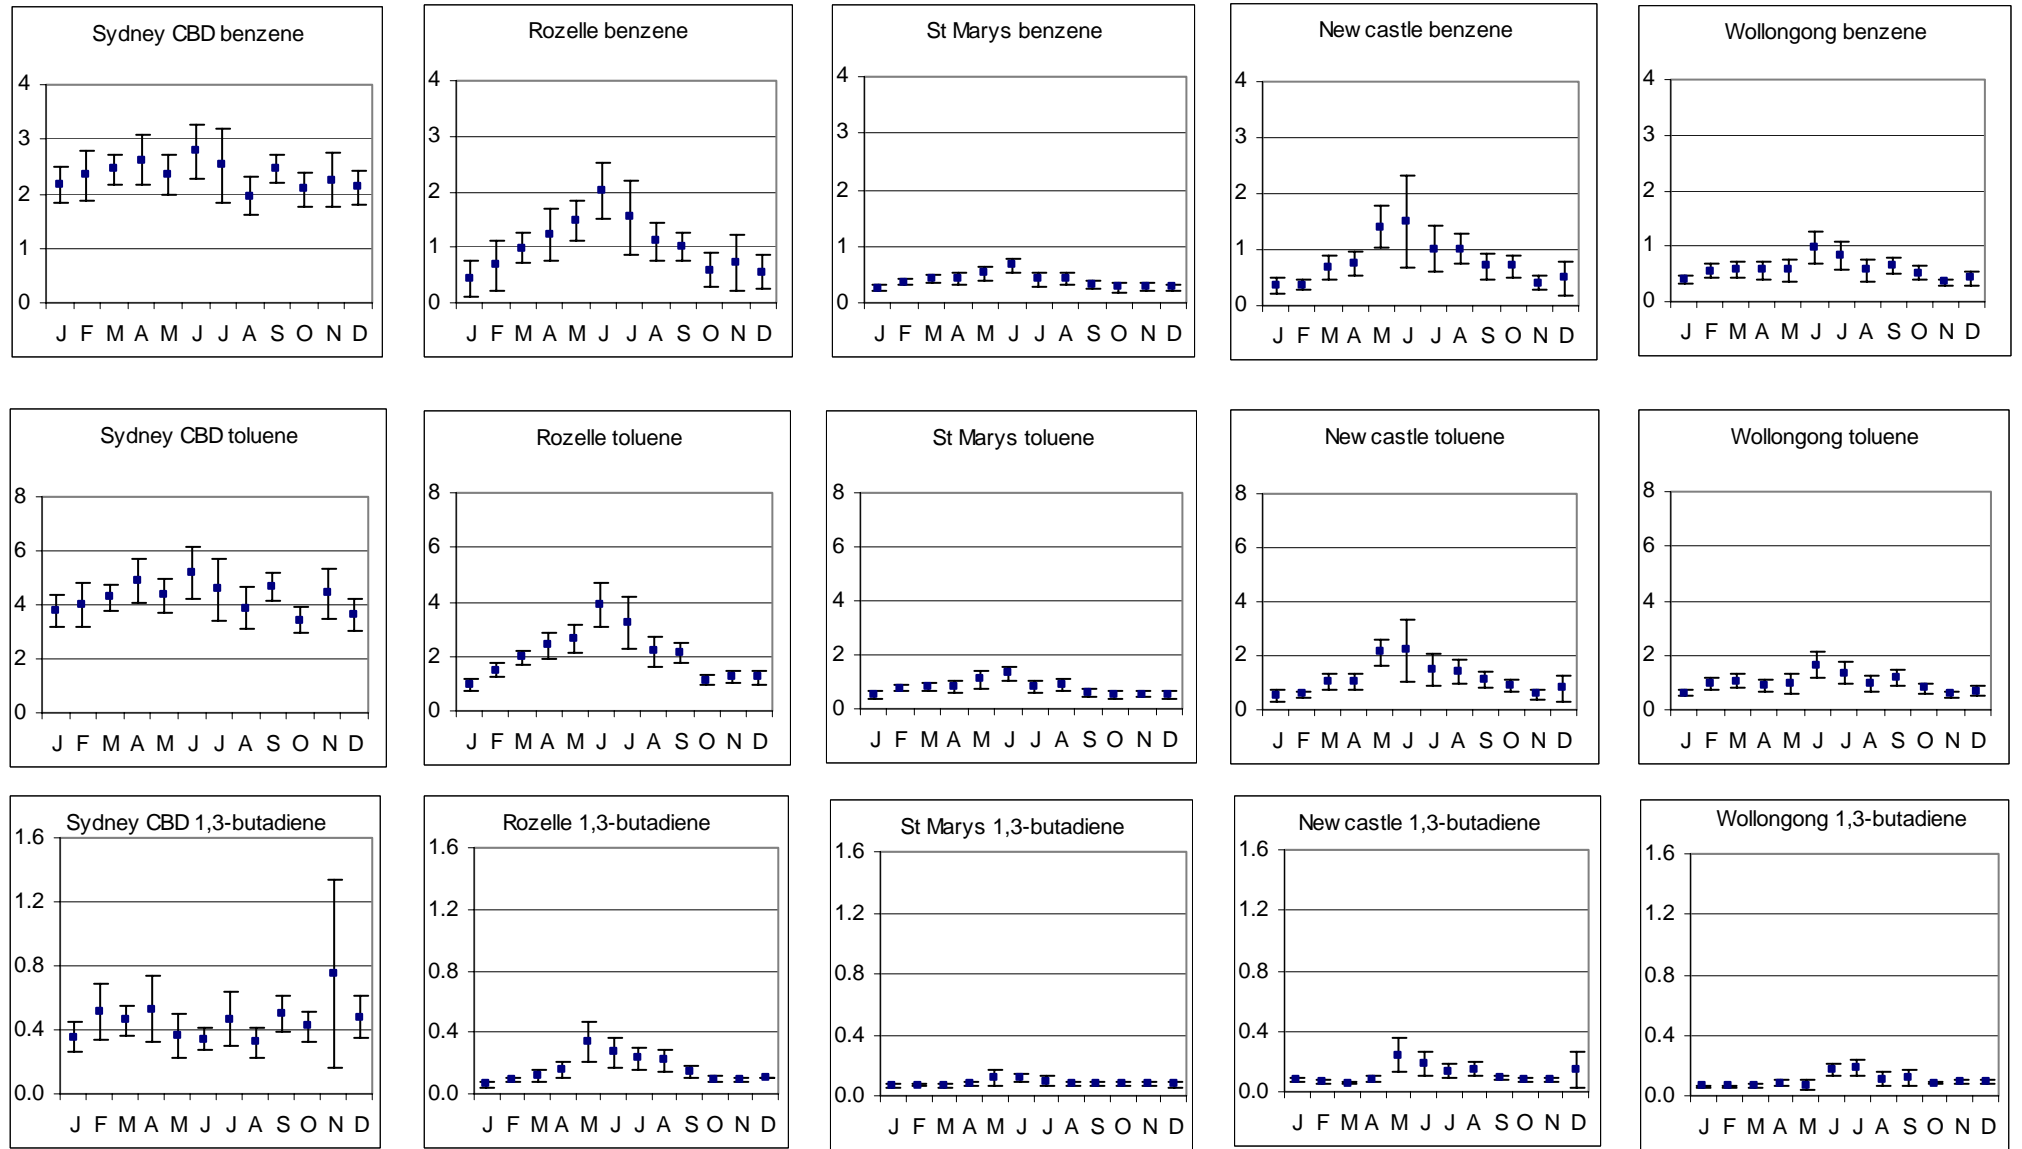 Sydney CBD benzene
4
3
2
1
0
J F M A M J J A S O N D
Rozelle benzene
4
3
2
1
0
J F M A M J J A S O N D
St Marys benzene
4
3
2
1
0
J F M A M J J A S O N D
New castle benzene
4
3
2
1
0
J F M A M J J A S O N D
Wollongong benzene
4
3
2
1
0
J F M A M J J A S O N D
Sydney CBD toluene
8
6
4
2
0
J F M A M J J A S O N D
Rozelle toluene
8
6
4
2
0
J F M A M J J A S O N D
St Marys toluene
8
6
4
2
0
J F M A M J J A S O N D
New castle toluene
8
6
4
2
0
J F M A M J J A S O N D
Wollongong toluene
8
6
4
2
0
J F M A M J J A S O N D
Sydney CBD 1,3-butadiene
1.6
1.2
0.8
0.4
0.0
J F M A M J J A S O N D
Rozelle 1,3-butadiene
1.6
1.2
0.8
0.4
0.0
J F M A M J J A S O N D
St Marys 1,3-butadiene
1.6
1.2
0.8
0.4
0.0
J F M A M J J A S O N D
New castle 1,3-butadiene
1.6
1.2
0.8
0.4
0.0
J F M A M J J A S O N D
Wollongong 1,3-butadiene
1.6
1.2
0.8
0.4
0.0
J F M A M J J A S O N D